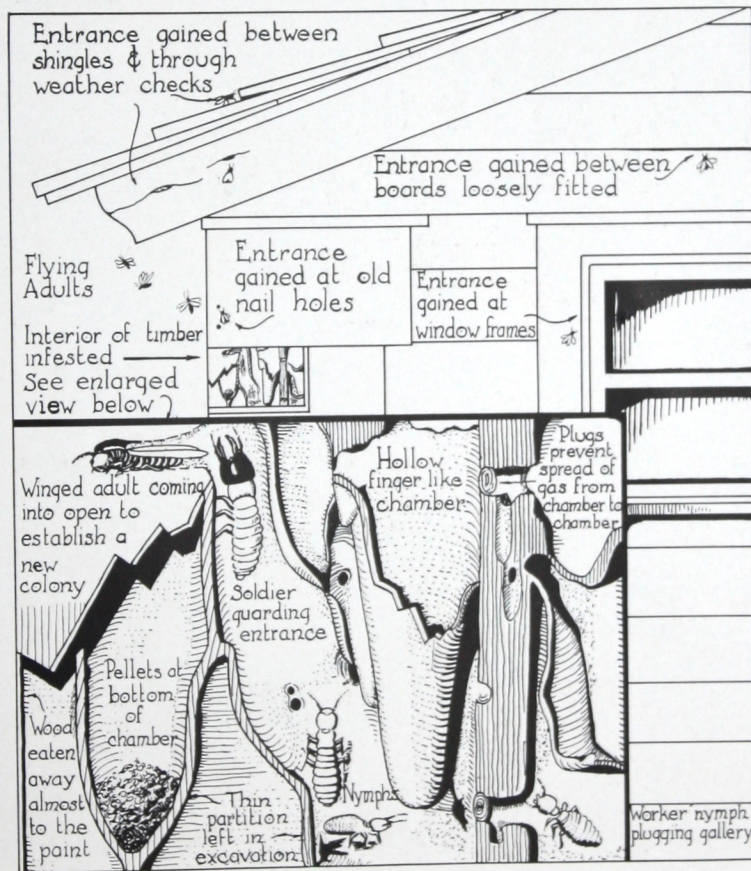 Entrance gained between
shingles & through
weather checks
Entrance gained between
boards loosely fitted
Flying
Adults
Entrance
gained at old
nail holes
Entrance
gained at
window frames
Interior of timber
infested
See enlarged
view below
Winged adult coming
into open to
establish a
new
colony
Soldier
guarding
entrance
Hollow
finger like
chamber
Plugs
prevent
spread of
gas from
chamber to
chamber
Pellets at
bottom
of
chamber
Wood
eaten
away
almost
to the
paint
Thin
partition
left in
excavation
Nymphs
Worker nymph
plugging gallery